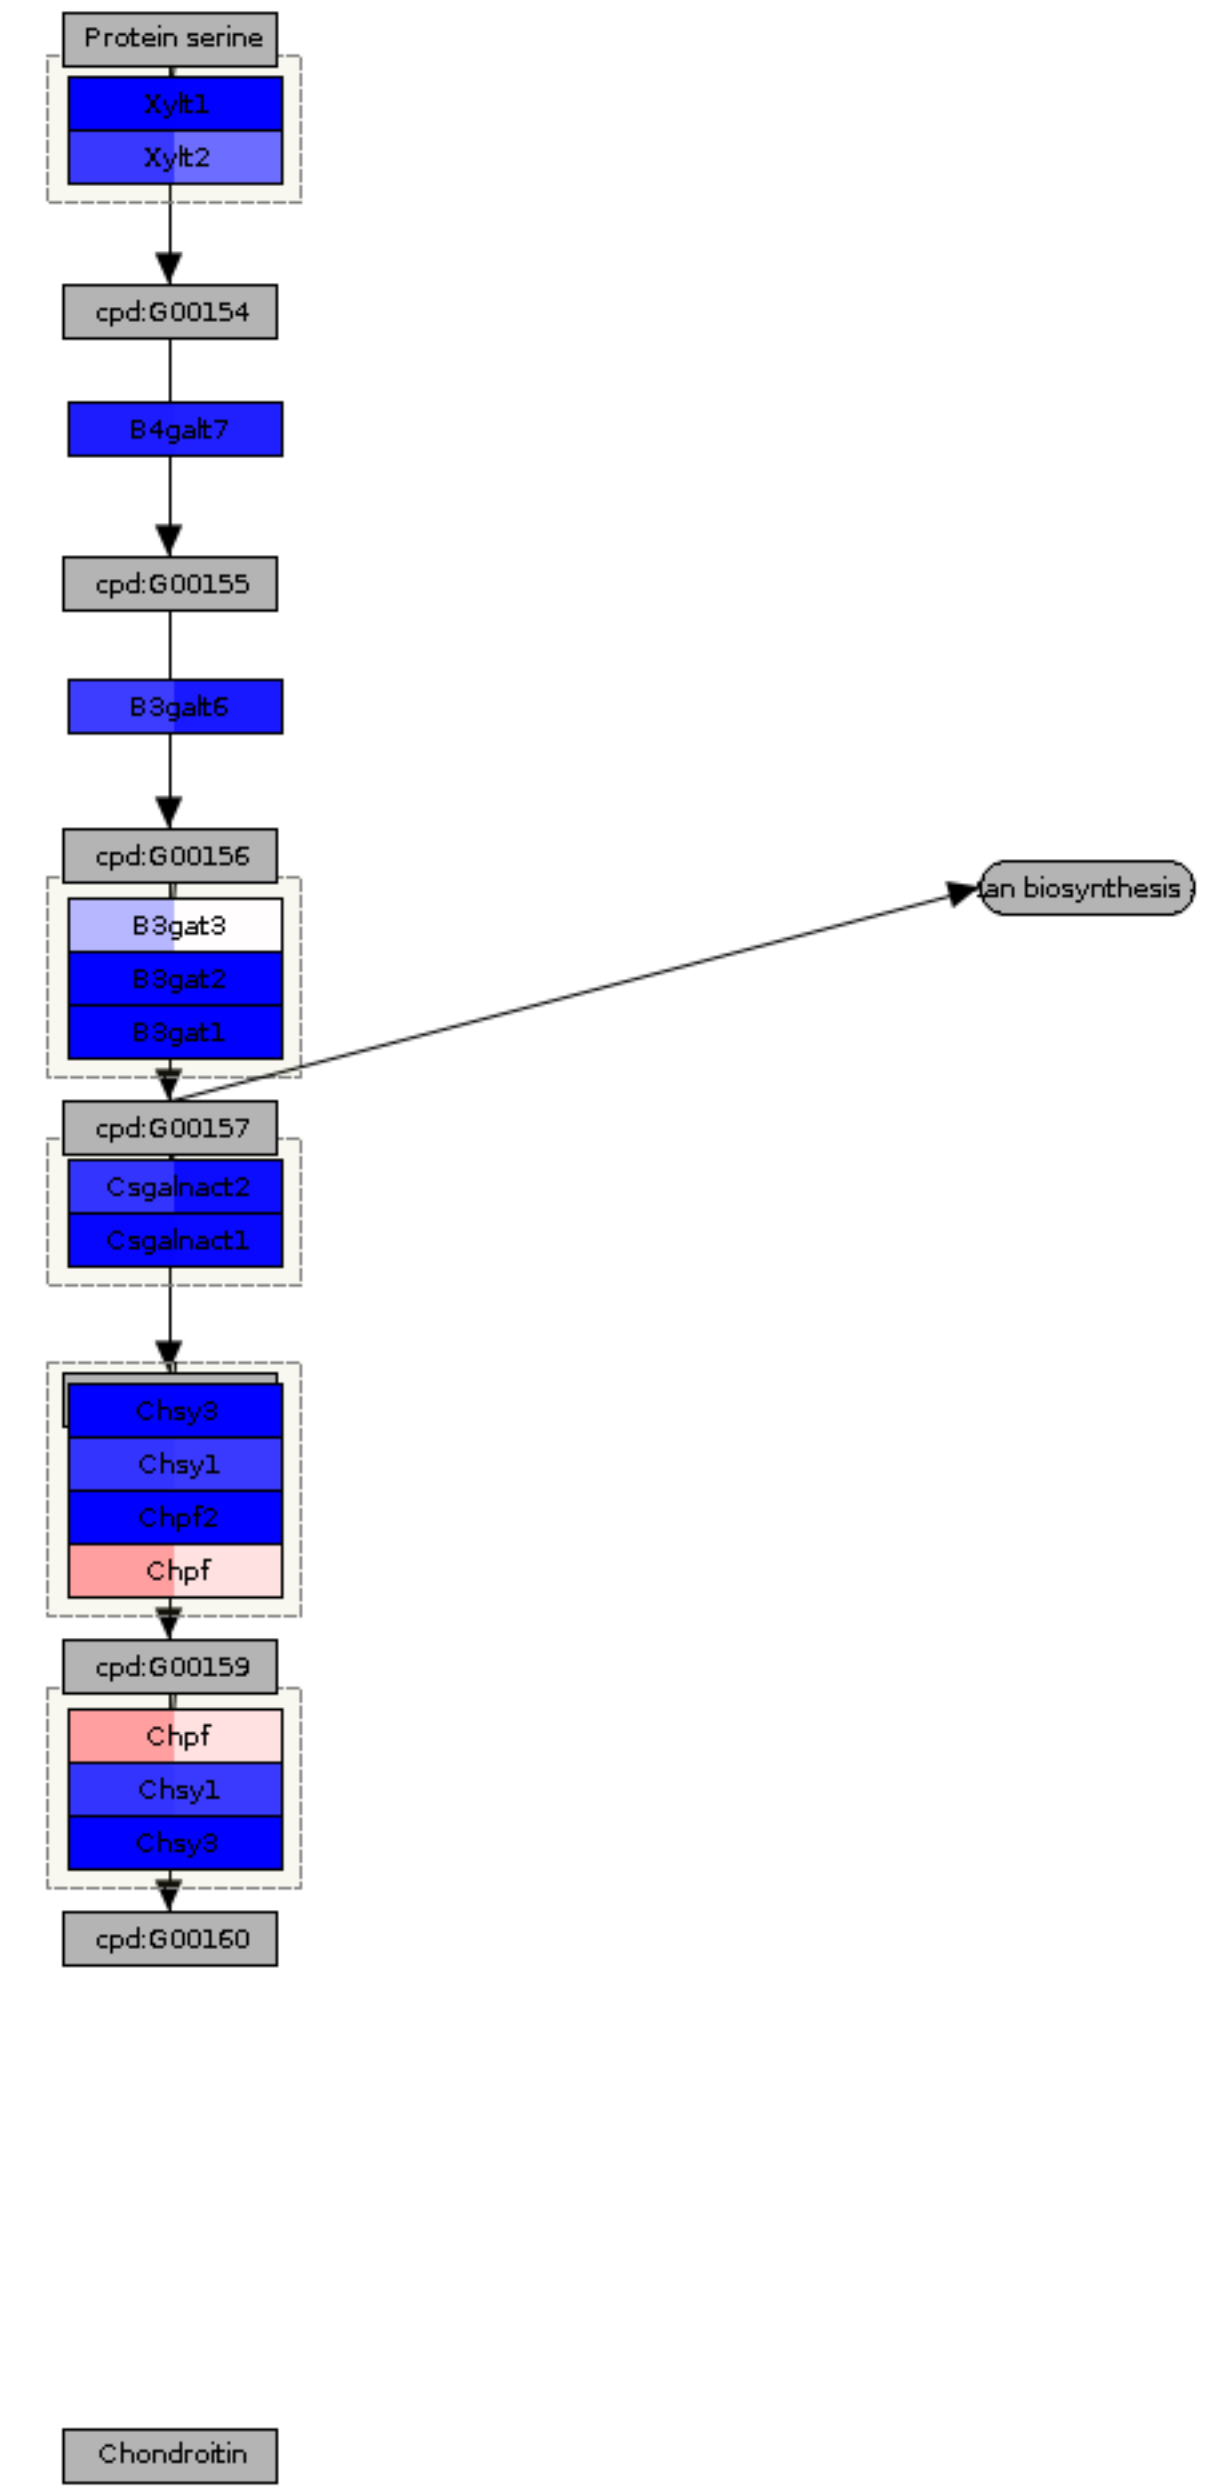 Protein serine
Xylt1
Xylt2
cpd:G00154
B4galt7
cpd:G00155
B3galt6
cpd:G00156
an biosynthesis
B3gat3
B3gat2
B3gat1
cpd:G00157
Csgalnact2
Csgalnact1
Chsy3
Chsy1
Chpf2
Chpf
cpd:G00159
Chpf
Chsy1
Chsy3
cpd:G00160
Chondroitin